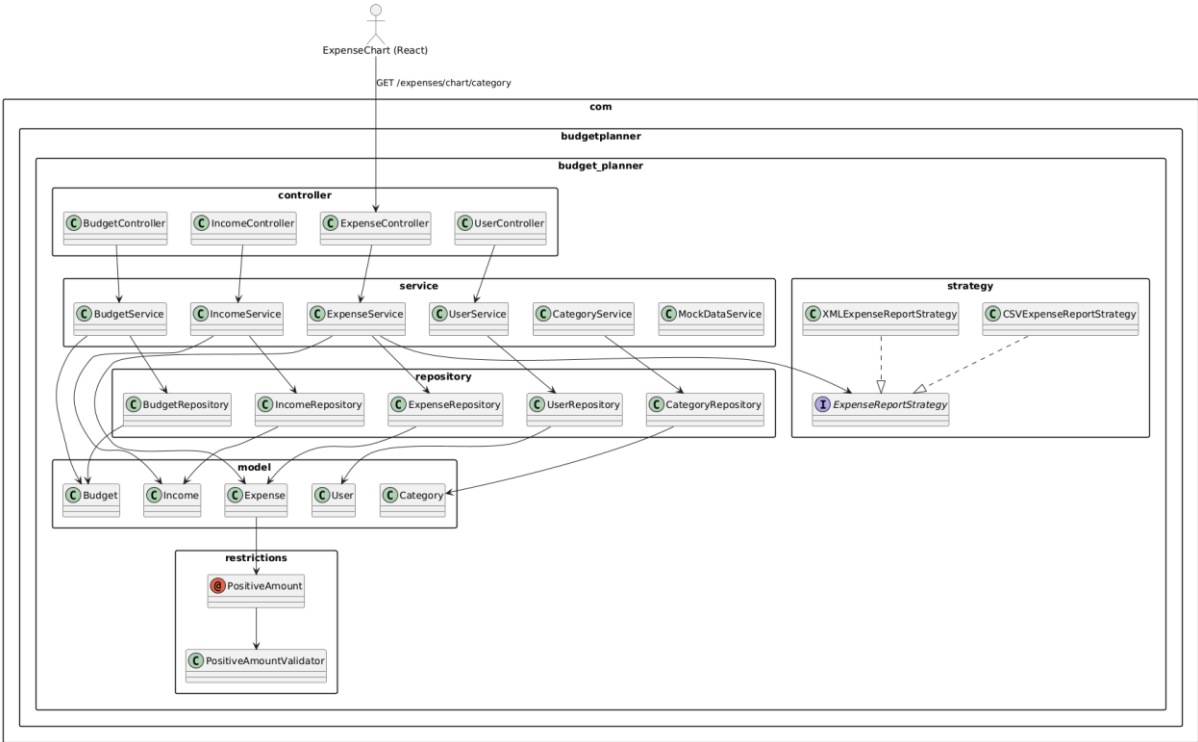 ExpenseChart (React)
GET /expenses/chart/category
com
budgetplanner
budget_planner
controller
C BudgetController
C IncomeController
C ExpenseController
C UserController
service
C BudgetService
C IncomeService
C ExpenseService
C UserService
C CategoryService
C MockDataService
strategy
C XMLExpenseReportStrategy
C CSVExpenseReportStrategy
I ExpenseReportStrategy
repository
C BudgetRepository
C IncomeRepository
C ExpenseRepository
C UserRepository
C CategoryRepository
model
C Budget
C Income
C Expense
C User
C Category
restrictions
@ PositiveAmount
C PositiveAmountValidator